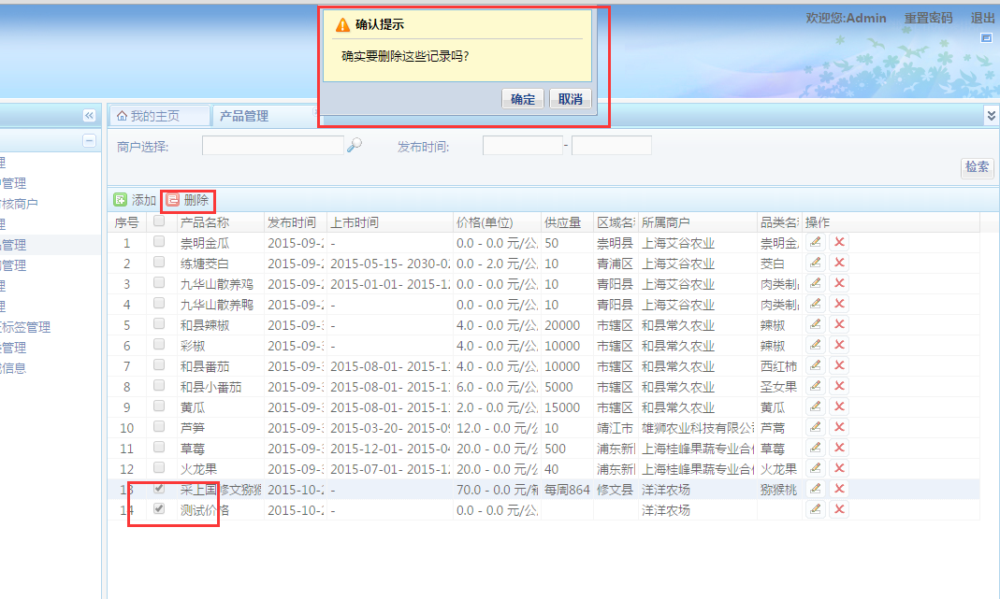 欢迎您:Admin 重置密码 退出
确认提示
确实要删除这些记录吗?
确定 取消
我的主页 产品管理
商户选择: 发布时间: -
检索
理
管理
核商户
理
管理
管理
理
理
标签管理
管理
信息
添加 删除
序号 产品名称 发布时间 上市时间 价格(单位) 供应量 区域名 所属商户 品类名 操作
1 崇明金瓜 2015-09-2 - 0.0 - 0.0 元/公 50 崇明县 上海艾谷农业 崇明金
2 练塘茭白 2015-09-2 2015-05-15- 2030-02 0.0 - 2.0 元/公 10 青浦区 上海艾谷农业 茭白
3 九华山散养鸡 2015-09-2 2015-01-01- 2015-12 0.0 - 0.0 元/公 10 青阳县 上海艾谷农业 肉类制
4 九华山散养鸭 2015-09-2 - 0.0 - 0.0 元/公 10 青阳县 上海艾谷农业 肉类制
5 和县辣椒 2015-09-3 - 4.0 - 0.0 元/公 20000 市辖区 和县常久农业 辣椒
6 彩椒 2015-09-3 - 4.0 - 0.0 元/公 10000 市辖区 和县常久农业 辣椒
7 和县番茄 2015-09-3 2015-08-01- 2015-11 4.0 - 0.0 元/公 10000 市辖区 和县常久农业 西红柿
8 和县小番茄 2015-09-3 2015-08-01- 2015-11 6.0 - 0.0 元/公 5000 市辖区 和县常久农业 圣女果
9 黄瓜 2015-09-3 2015-08-01- 2015-11 2.0 - 0.0 元/公 15000 市辖区 和县常久农业 黄瓜
10 芦笋 2015-09-3 2015-03-20- 2015-09 12.0 - 0.0 元/公 10 靖江市 雄狮农业科技有限公 芦蒿
11 草莓 2015-09-3 2015-12-01- 2015-04 20.0 - 0.0 元/公 500 浦东新 上海桂峰果蔬专业合 草莓
12 火龙果 2015-09-3 2015-07-01- 2015-12 20.0 - 0.0 元/公 40 浦东新 上海桂峰果蔬专业合 火龙果
13 采上国修文猕猴 2015-10-2 - 70.0 - 0.0 元/箱 每周864 修文县 洋洋农场 猕猴桃
14 测试价格 2015-10-2 - 0.0 - 0.0 元/公 洋洋农场